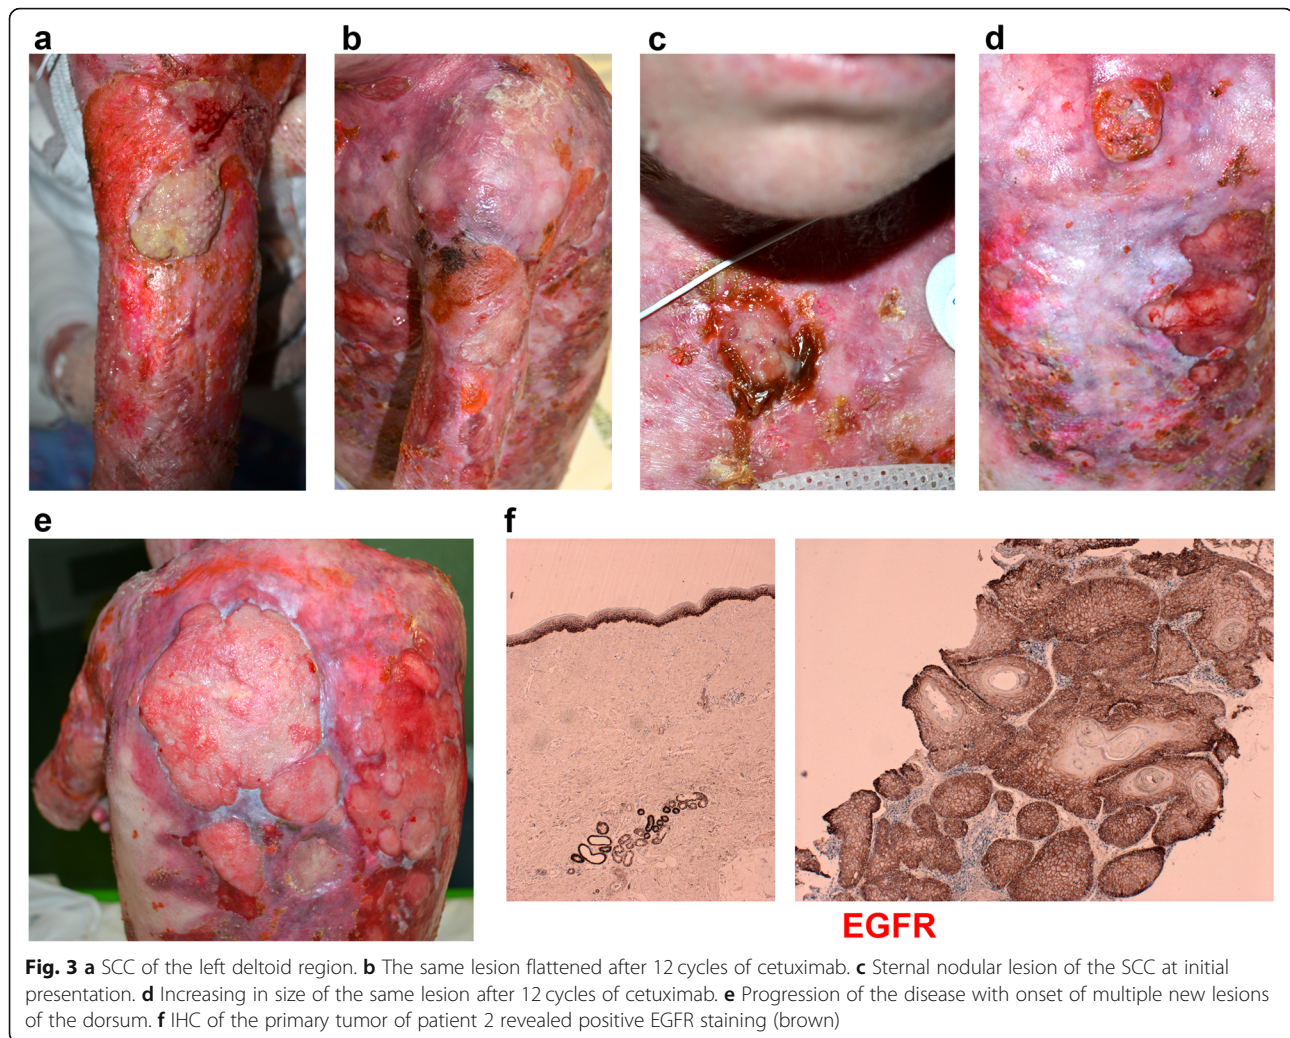 a
b
c
d
e
f
EGFR
Fig. 3 a SCC of the left deltoid region. b The same lesion flattened after 12 cycles of cetuximab. c Sternal nodular lesion of the SCC at initial
presentation. d Increasing in size of the same lesion after 12 cycles of cetuximab. e Progression of the disease with onset of multiple new lesions
of the dorsum. f IHC of the primary tumor of patient 2 revealed positive EGFR staining (brown)